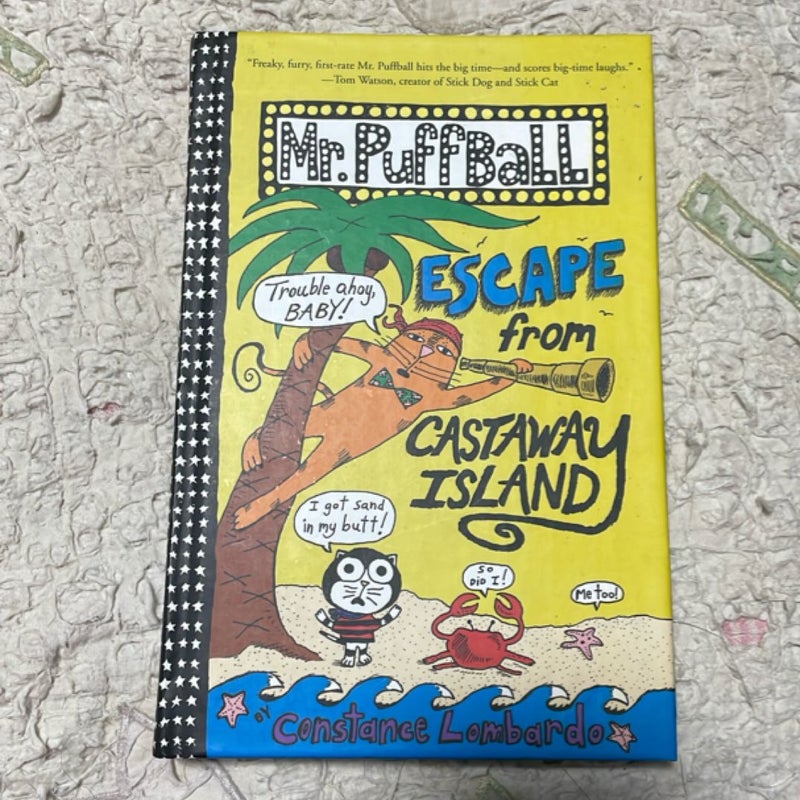 “Freaky, furry, first-rate Mr. Puffball hits the big time—and scores big-time laughs.”
—Tom Watson, creator of Stick Dog and Stick Cat
Mr. PuffBaLL
ESCAPE
from
CASTAWAY
ISLAND
Trouble ahoy,
BABY!
I got sand
in my butt!
SO
DID I!
Me too!
BY Constance Lombardo